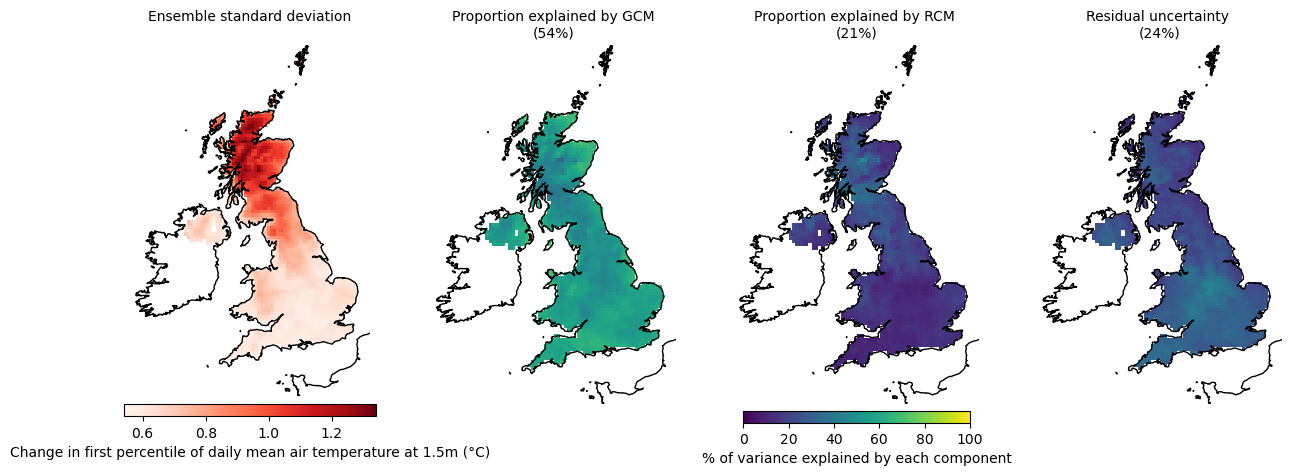 Ensemble standard deviation
Proportion explained by GCM
(54%)
Proportion explained by RCM
(21%)
Residual uncertainty
(24%)
0.6 0.8 1.0 1.2
Change in first percentile of daily mean air temperature at 1.5m (°C)
0 20 40 60 80 100
% of variance explained by each component